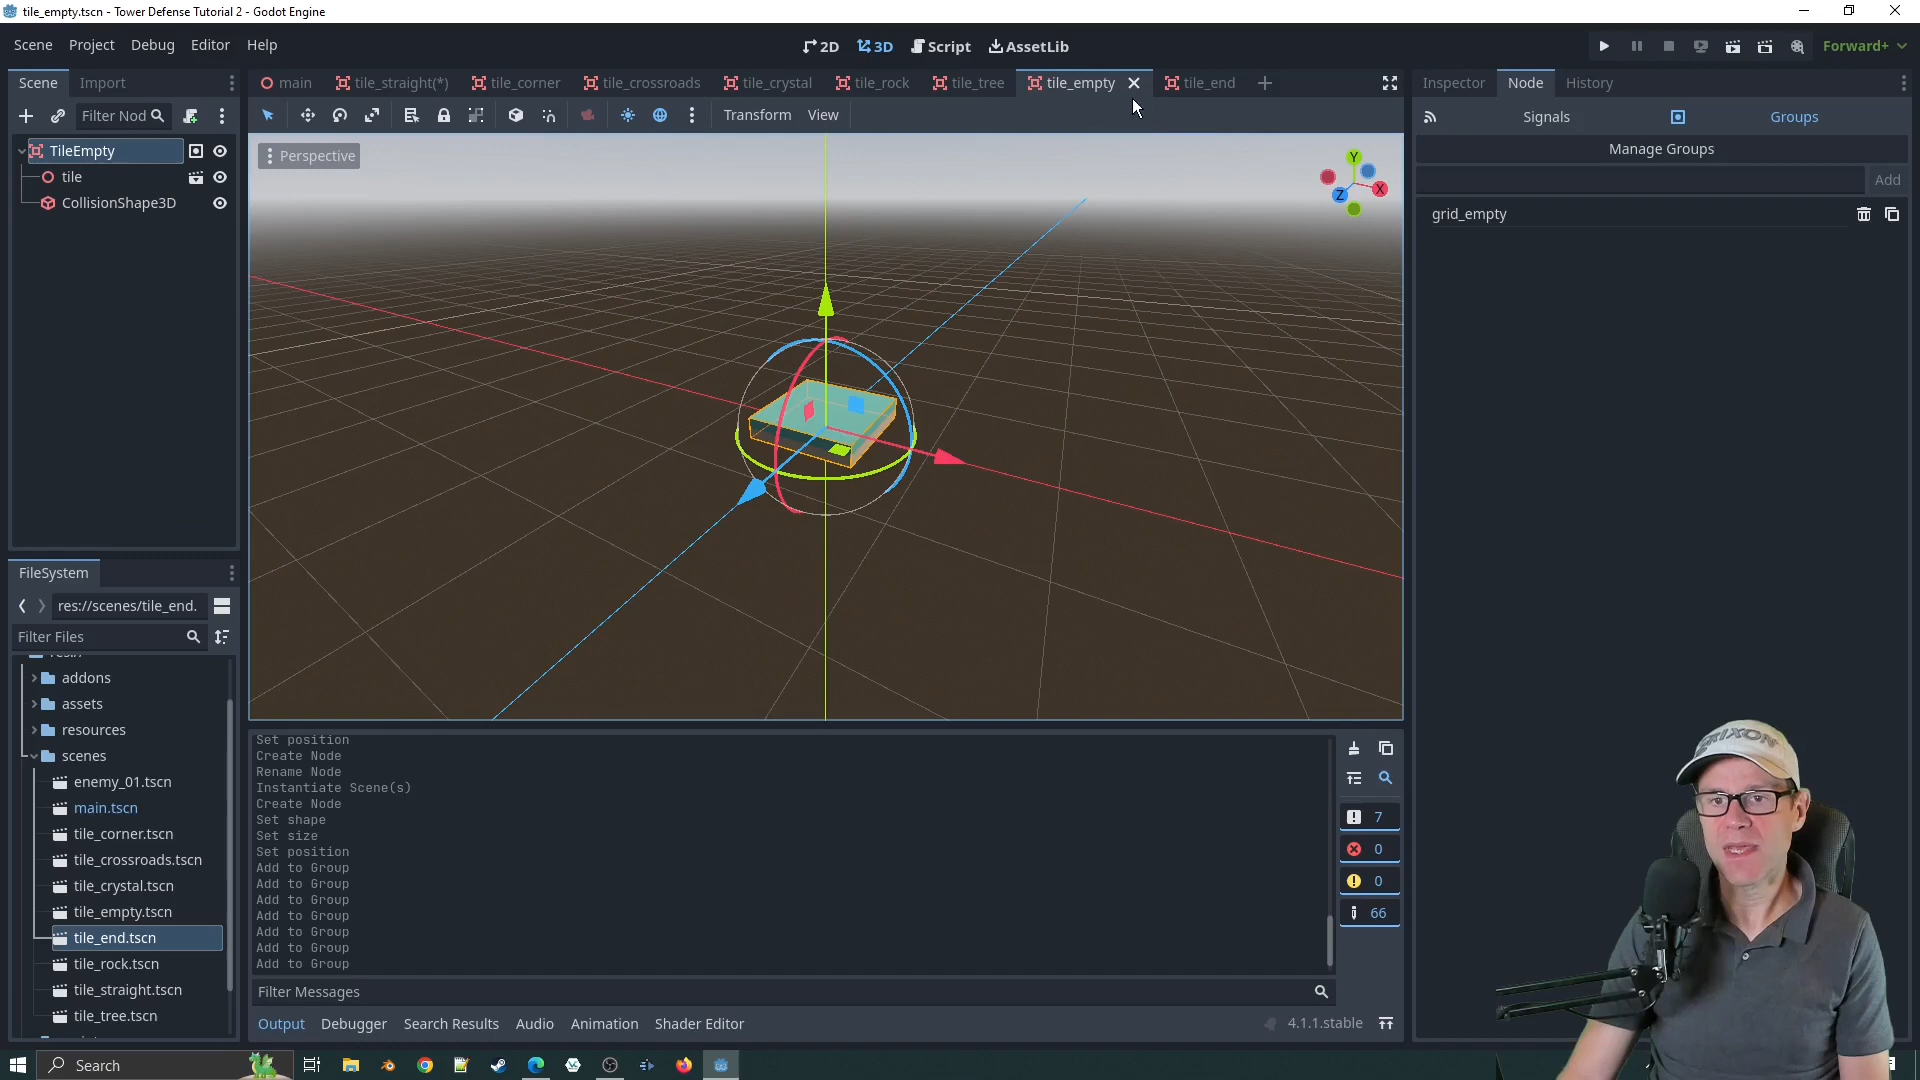 tile_empty.tscn - Tower Defense Tutorial 2 - Godot Engine
Scene Project Debug Editor Help
2D 3D Script AssetLib
Forward+
Scene Import
main tile_straight(*) tile_corner tile_crossroads tile_crystal tile_rock tile_tree tile_empty tile_end
Inspector Node History
Filter Nod
Transform View
Signals Groups
Manage Groups
Add
TileEmpty
tile
CollisionShape3D
Perspective
Y
X
Z
grid_empty
FileSystem
res://scenes/tile_end.
Filter Files
addons
assets
resources
scenes
enemy_01.tscn
main.tscn
tile_corner.tscn
tile_crossroads.tscn
tile_crystal.tscn
tile_empty.tscn
tile_end.tscn
tile_rock.tscn
tile_straight.tscn
tile_tree.tscn
Set position
Create Node
Rename Node
Instantiate Scene(s)
Create Node
Set shape
Set size
Set position
Add to Group
Add to Group
Add to Group
Add to Group
Add to Group
Add to Group
Add to Group
7
0
0
66
Filter Messages
Output Debugger Search Results Audio Animation Shader Editor
4.1.1.stable
Search